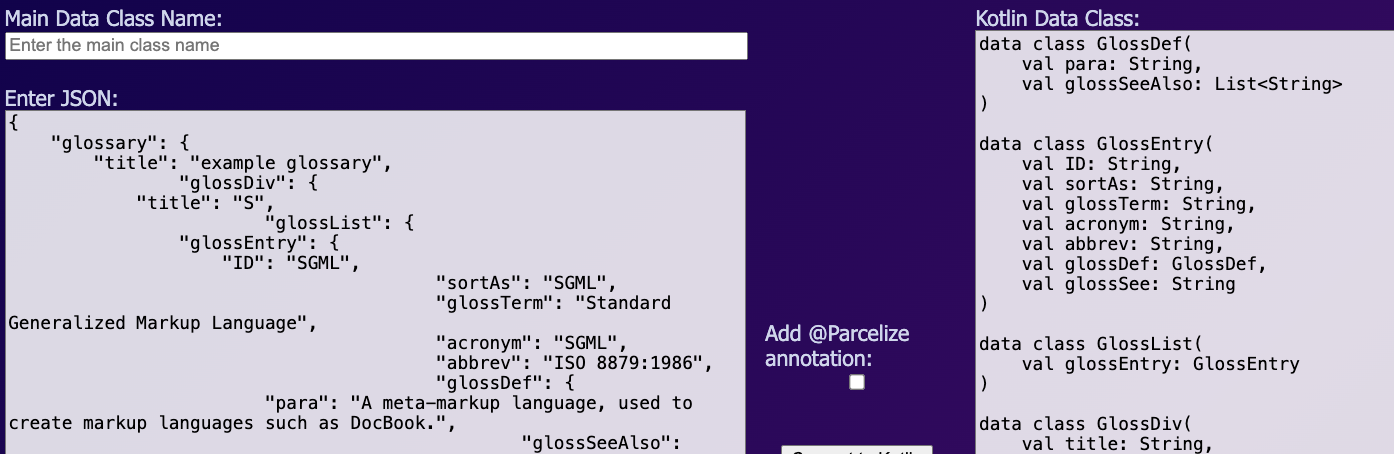 Main Data Class Name:
Enter the main class name
Enter JSON:
{
    "glossary": {
        "title": "example glossary",
                "glossDiv": {
            "title": "S",
                        "glossList": {
                "glossEntry": {
                    "ID": "SGML",
                                        "sortAs": "SGML",
                                        "glossTerm": "Standard
Generalized Markup Language",
                                        "acronym": "SGML",
                                        "abbrev": "ISO 8879:1986",
                                        "glossDef": {
                        "para": "A meta-markup language, used to
create markup languages such as DocBook.",
                                                "glossSeeAlso":
Add @Parcelize
annotation:
Kotlin Data Class:
data class GlossDef(
    val para: String,
    val glossSeeAlso: List<String>
)
data class GlossEntry(
    val ID: String,
    val sortAs: String,
    val glossTerm: String,
    val acronym: String,
    val abbrev: String,
    val glossDef: GlossDef,
    val glossSee: String
)
data class GlossList(
    val glossEntry: GlossEntry
)
data class GlossDiv(
    val title: String,